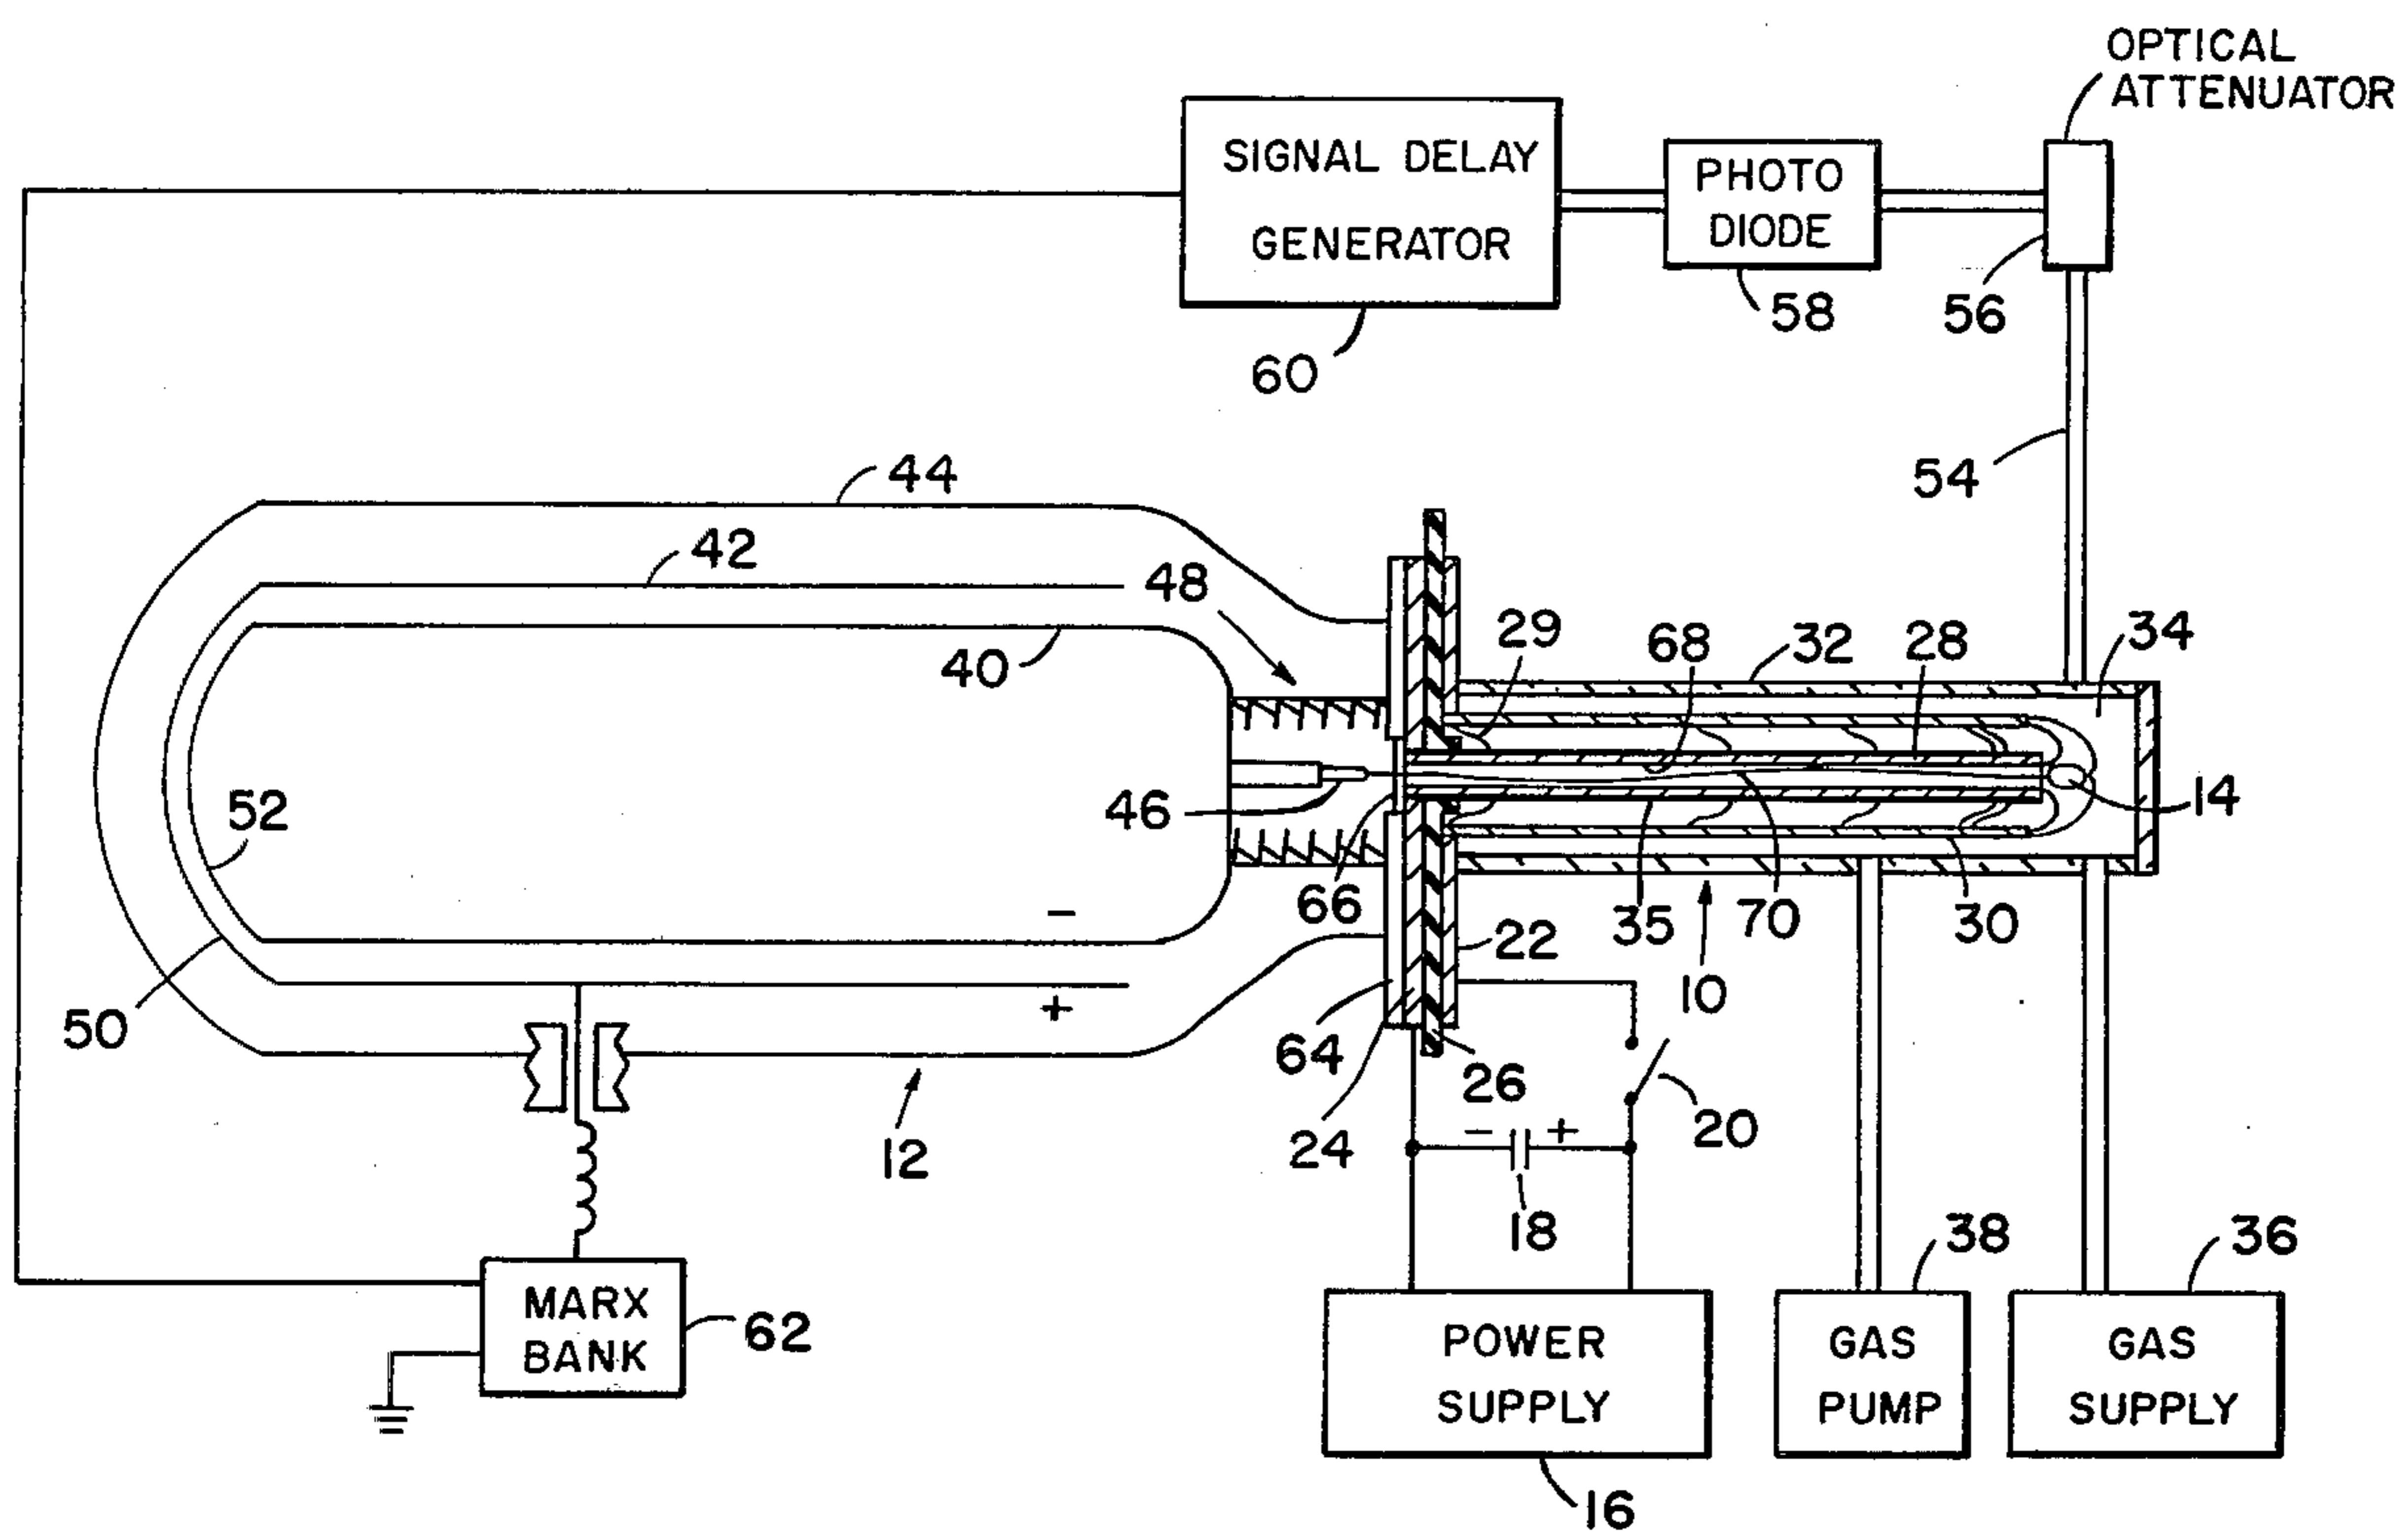 OPTICAL
ATTENUATOR
SIGNAL DELAY
GENERATOR
PHOTO
DIODE
58
56
60
54
44
42
48
40
29
68
32
28
34
52
46
14
66
35
70
30
-
22
10
50
+
64
26
20
12
24
- +
18
38
36
MARX
BANK
62
POWER
SUPPLY
GAS
PUMP
GAS
SUPPLY
16